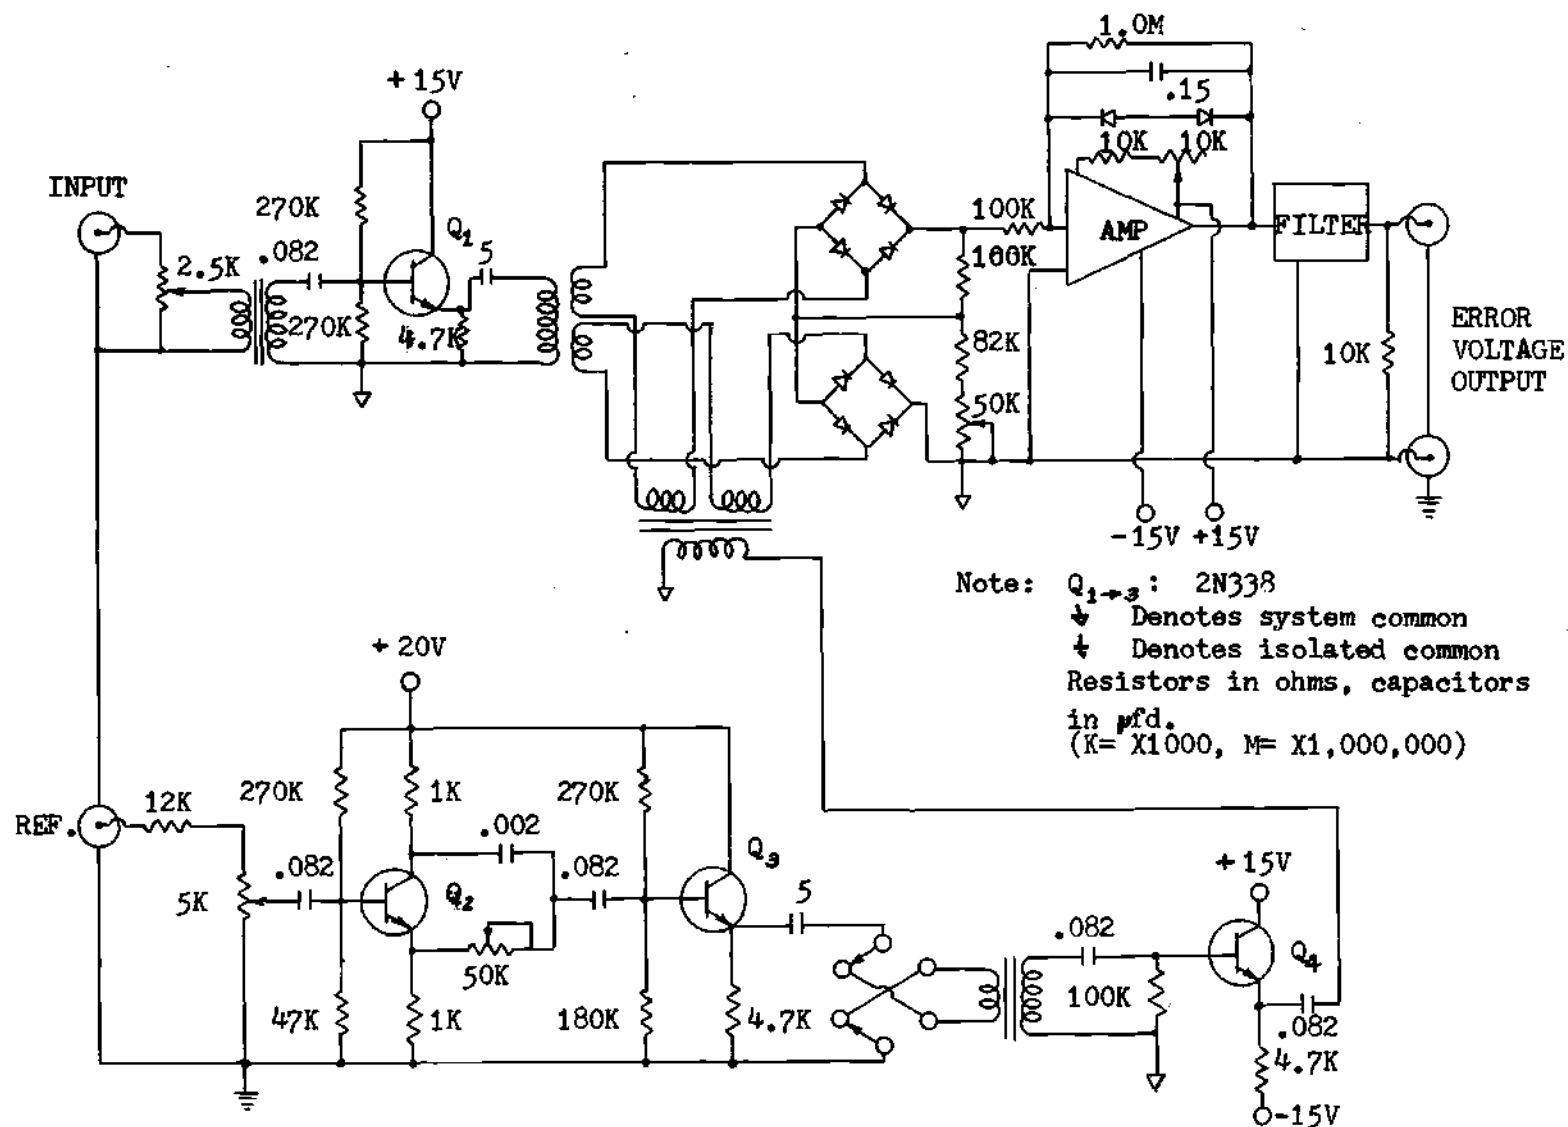 1.0M
+15V
.15
10K 10K
INPUT
270K
Q1
100K
.082
5
AMP
FILTER
2.5K
100K
270K
4.7K
82K
10K
ERROR
VOLTAGE
OUTPUT
50K
-15V +15V
Note: Q1→3: 2N338
Denotes system common
Denotes isolated common
Resistors in ohms, capacitors
in µfd.
(K= X1000, M= X1,000,000)
+20V
270K
1K
270K
12K
REF.
.002
Q3
+15V
.082
.082
5K
Q2
5
50K
.082
Q4
47K
1K
180K
4.7K
100K
.082
4.7K
-15V